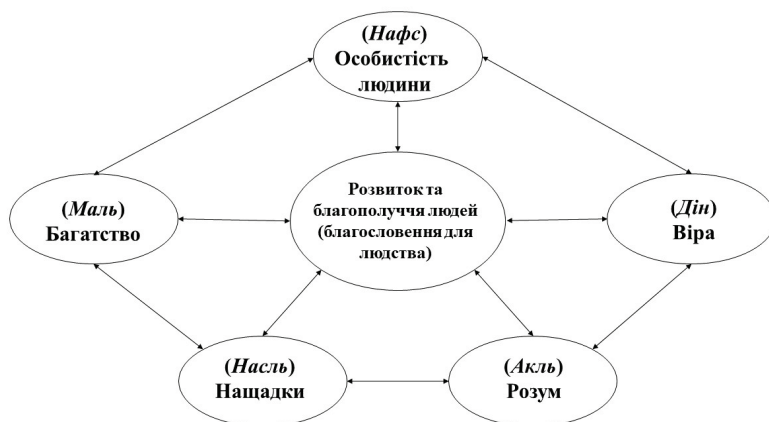 (Нафс)
Особистість
людини
(Маль)
Багатство
Розвиток та
благополуччя людей
(благословення для
людства)
(Дін)
Віра
(Насль)
Нащадки
(Акль)
Розум